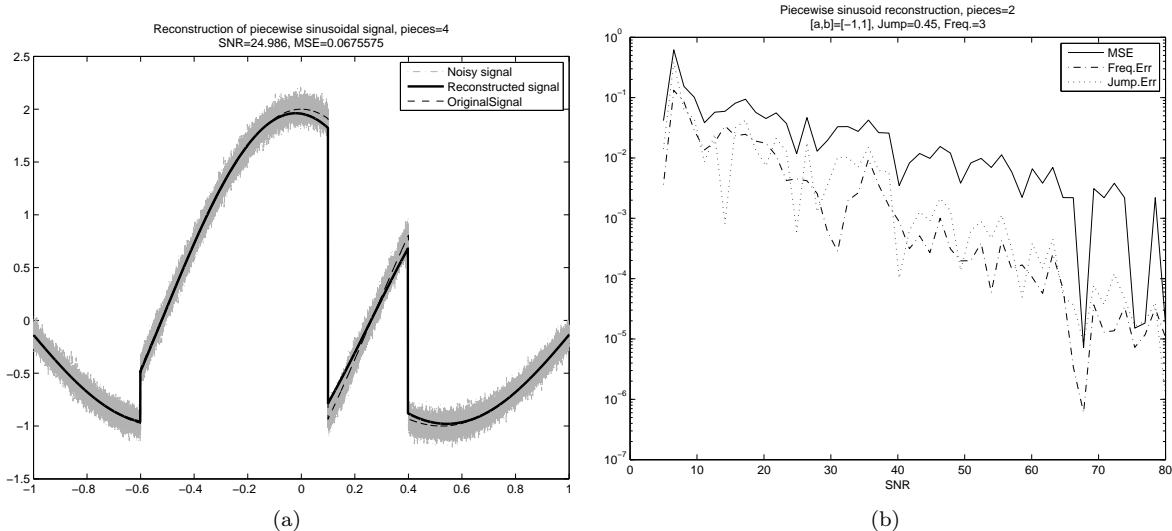 Reconstruction of piecewise sinusoidal signal, pieces=4
SNR=24.986, MSE=0.0675575
2.5
2
1.5
1
0.5
0
−0.5
−1
−1.5
Noisy signal
Reconstructed signal
OriginalSignal
−1 −0.8 −0.6 −0.4 −0.2 0 0.2 0.4 0.6 0.8 1
(a)
Piecewise sinusoid reconstruction, pieces=2
[a,b]=[−1,1], Jump=0.45, Freq.=3
10^0
10^−1
10^−2
10^−3
10^−4
10^−5
10^−6
10^−7
MSE
Freq.Err
Jump.Err
0 10 20 30 40 50 60 70 80
SNR
(b)